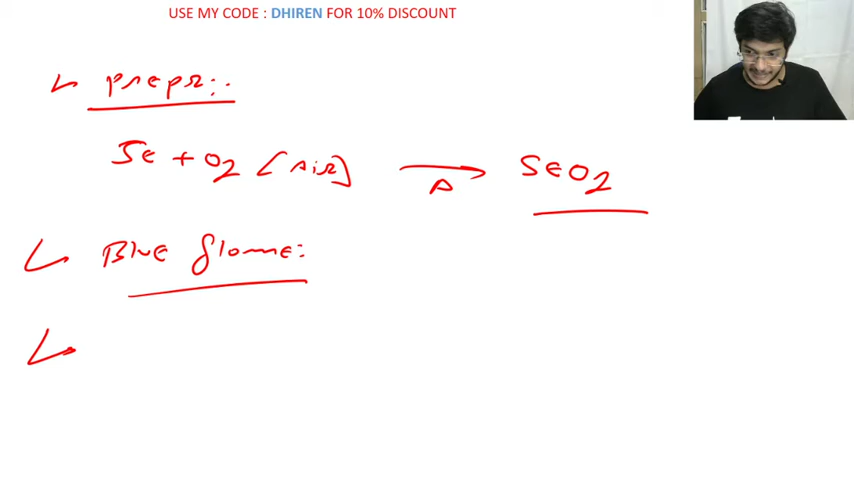 USE MY CODE : DHIREN FOR 10% DISCOUNT
Prepr:.
Se + O2 [Air] → Δ SeO2
Blue flame: